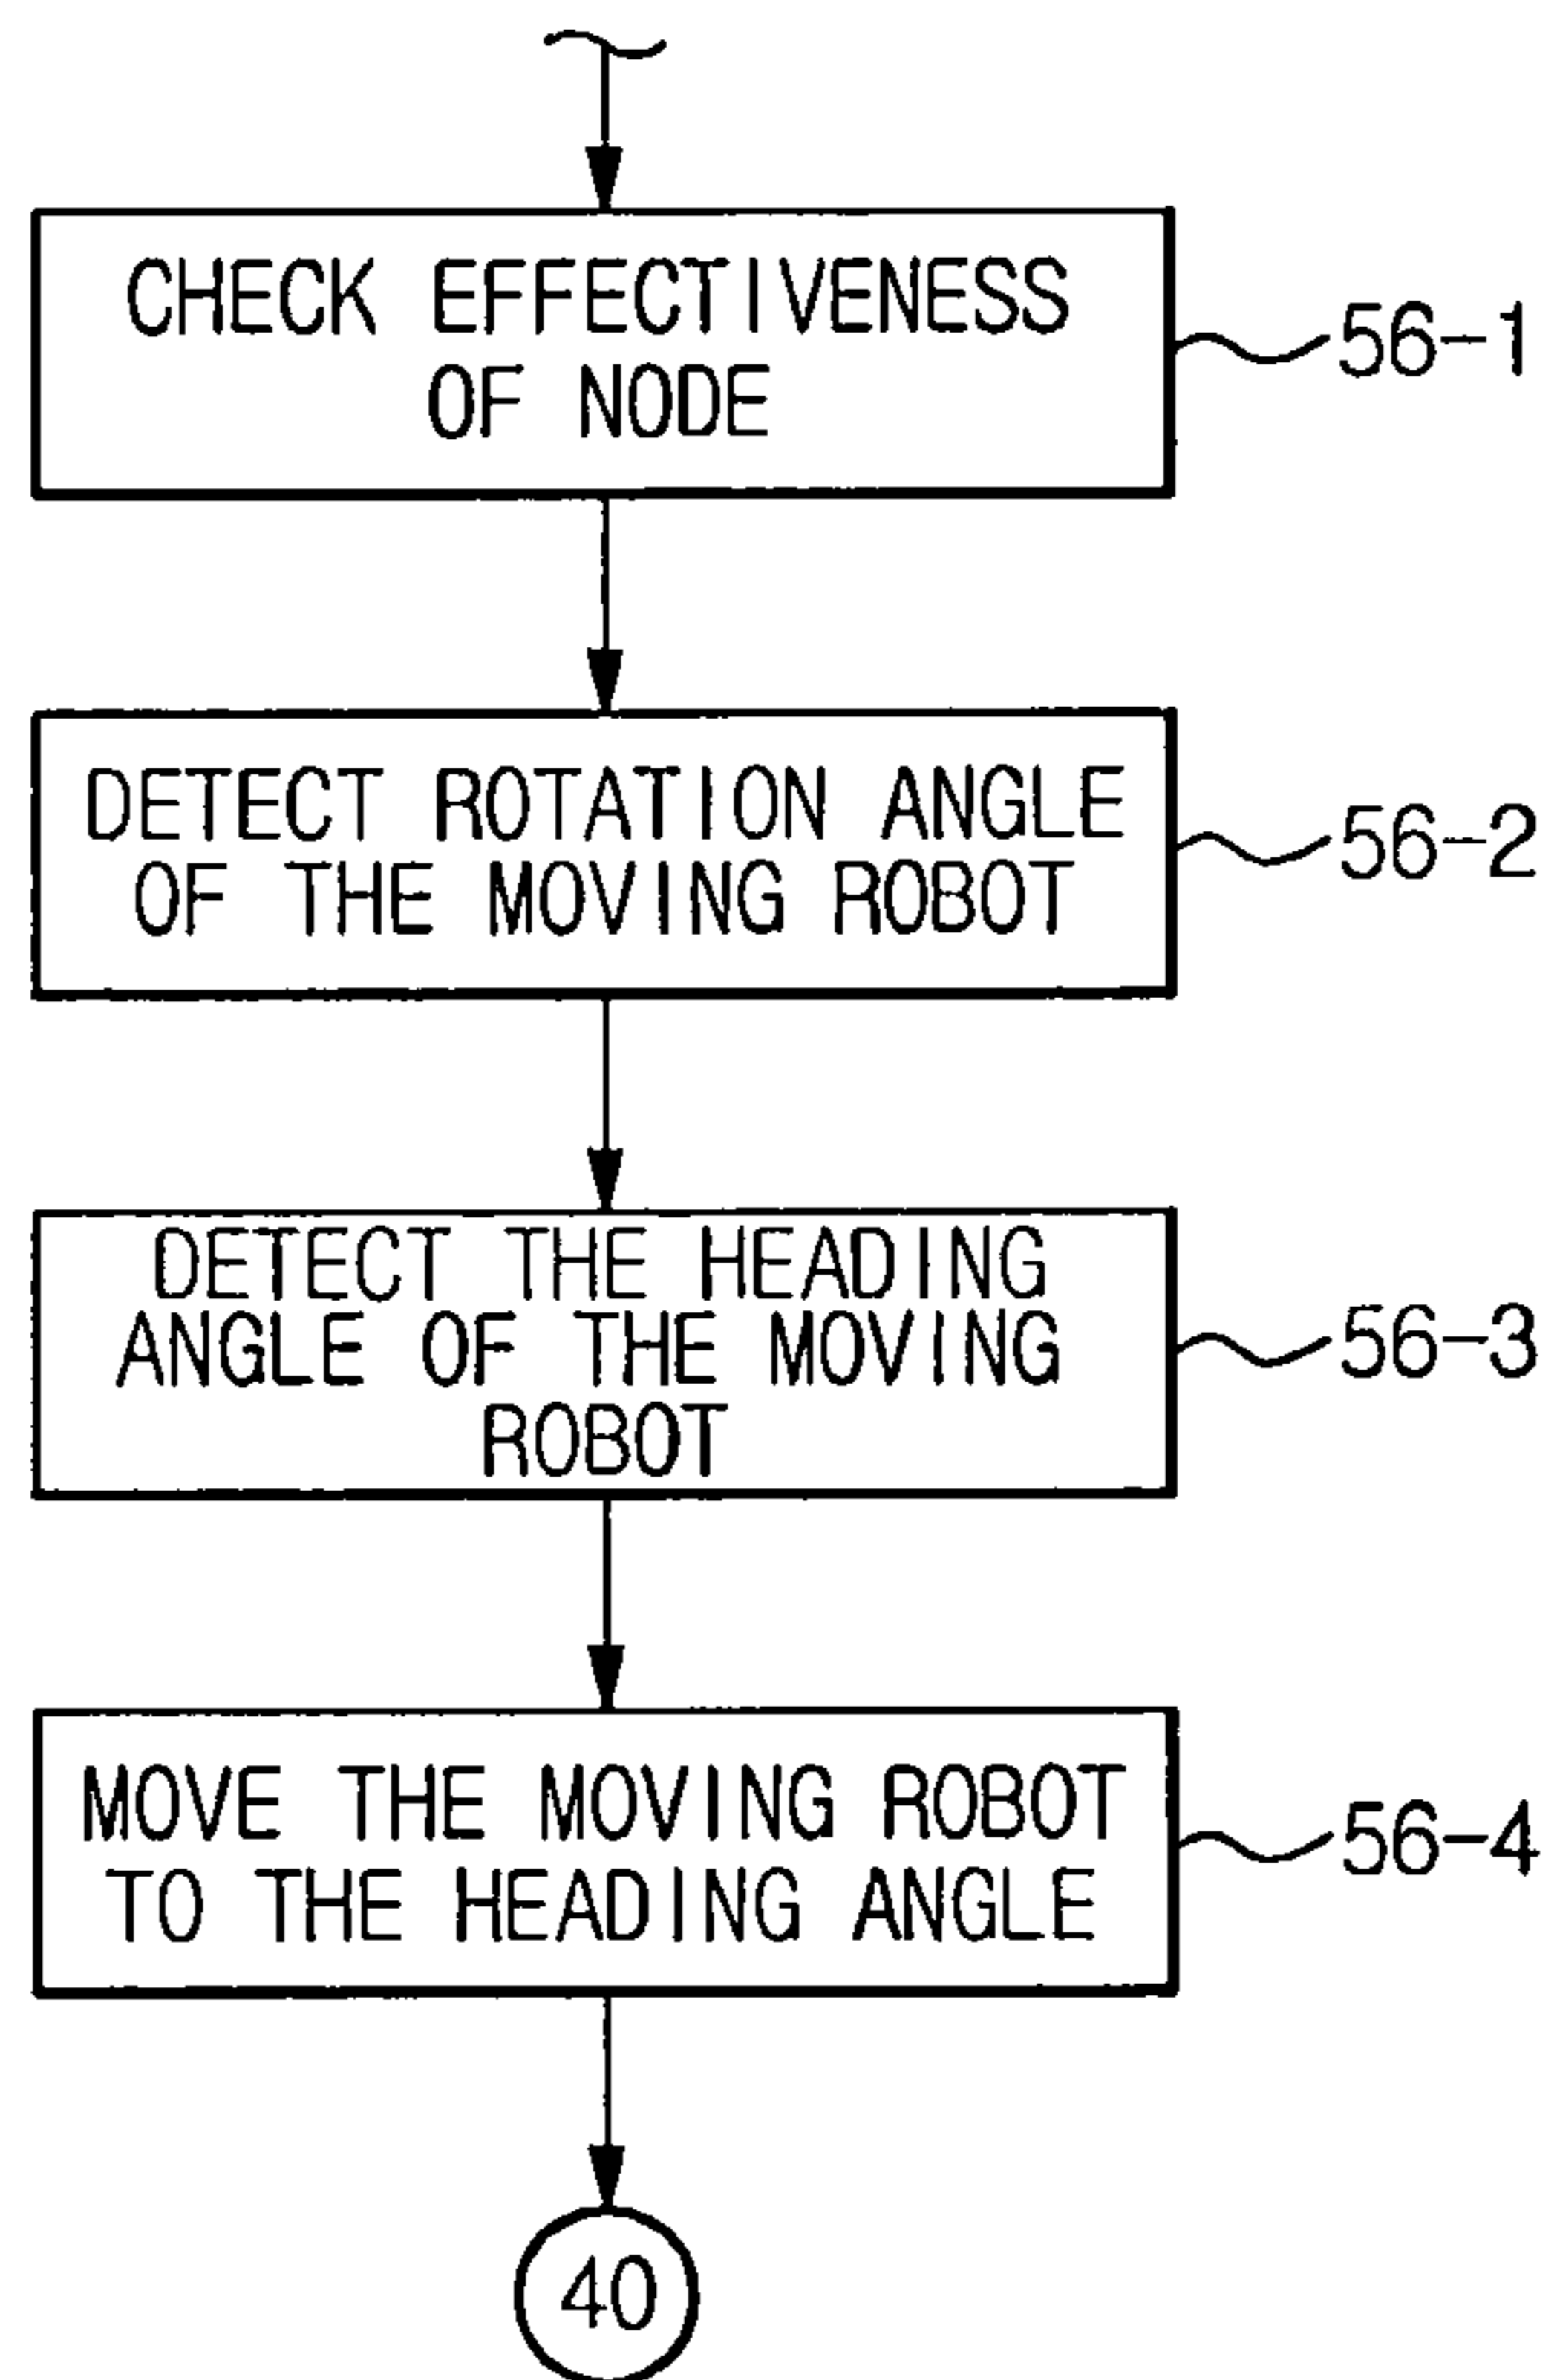 CHECK EFFECTIVENESS
OF NODE
56-1
DETECT ROTATION ANGLE
OF THE MOVING ROBOT
56-2
DETECT THE HEADING
ANGLE OF THE MOVING
ROBOT
56-3
MOVE THE MOVING ROBOT
TO THE HEADING ANGLE
56-4
40